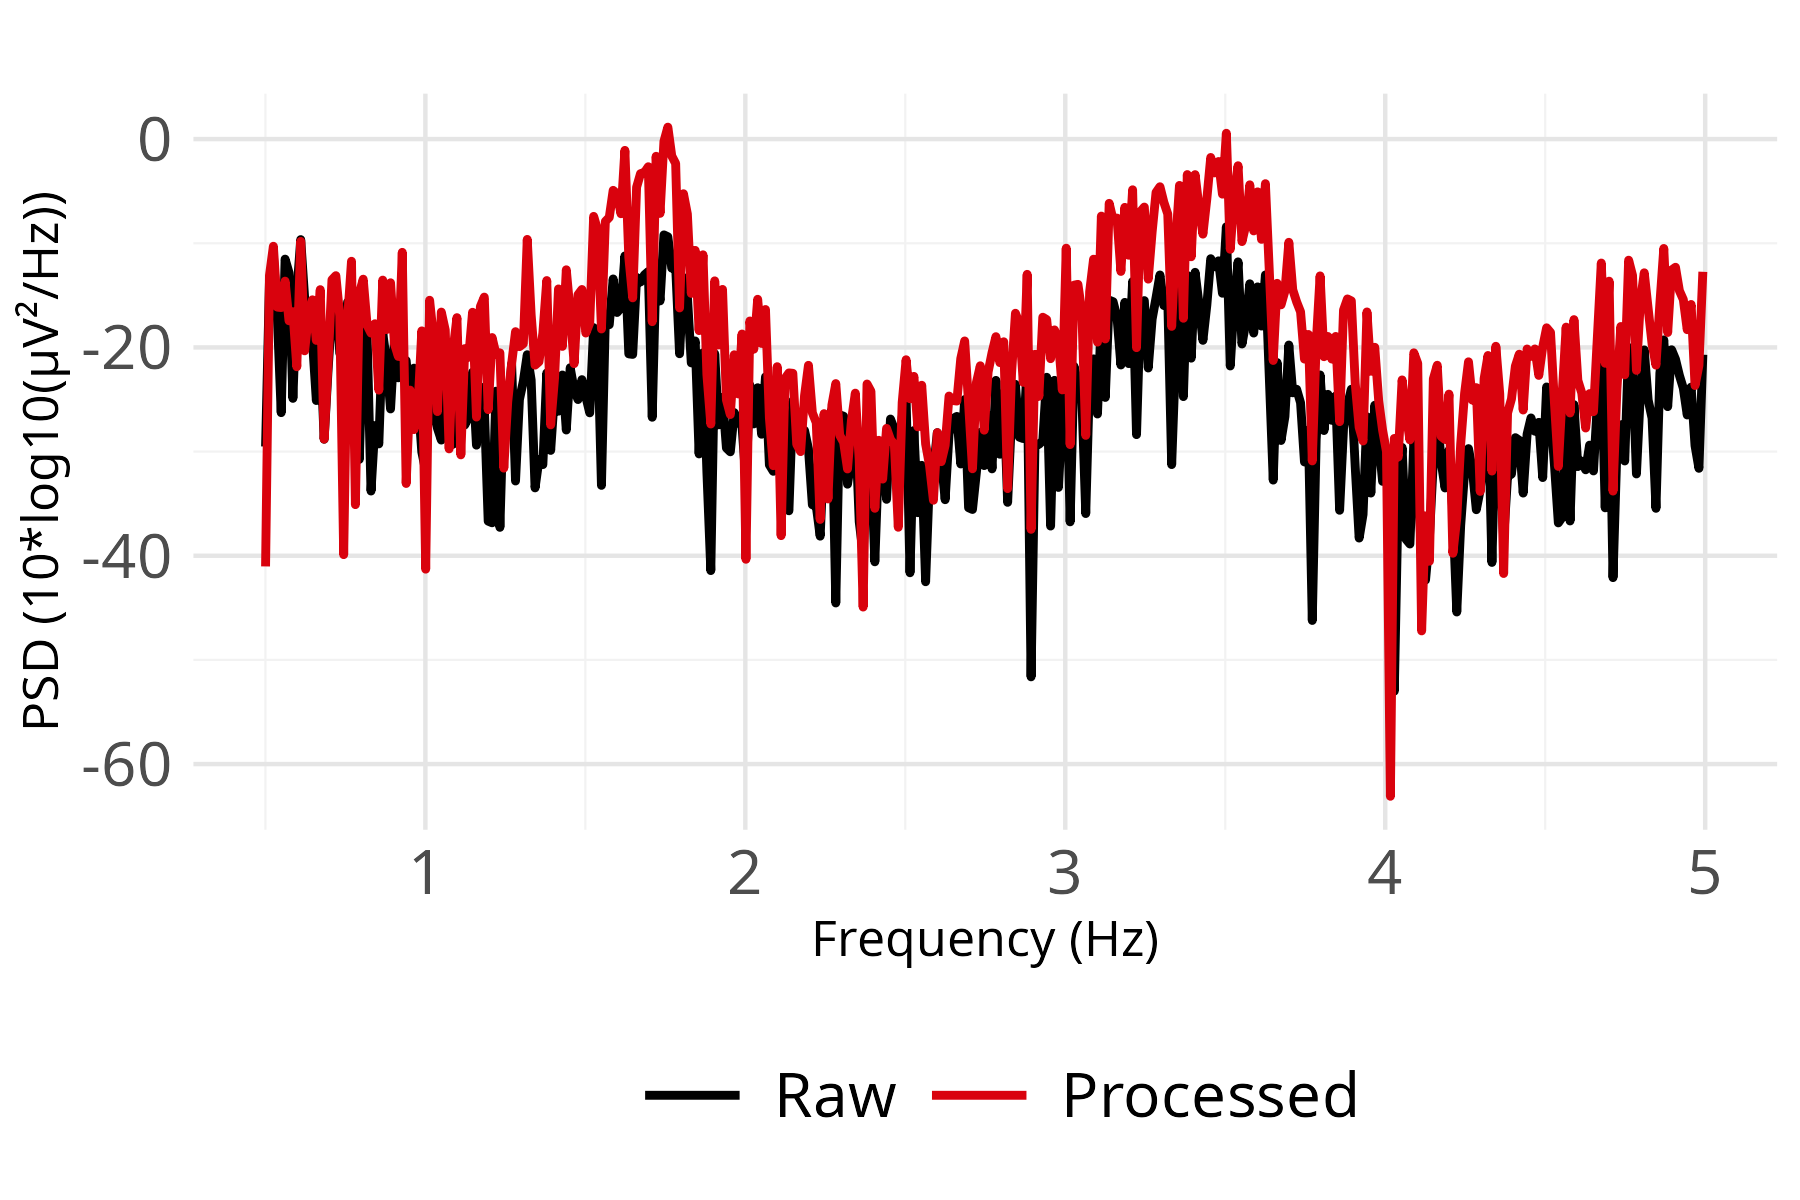 PSD (10*log10(µV²/Hz))
0
-20
-40
-60
1 2 3 4 5
Frequency (Hz)
Raw Processed